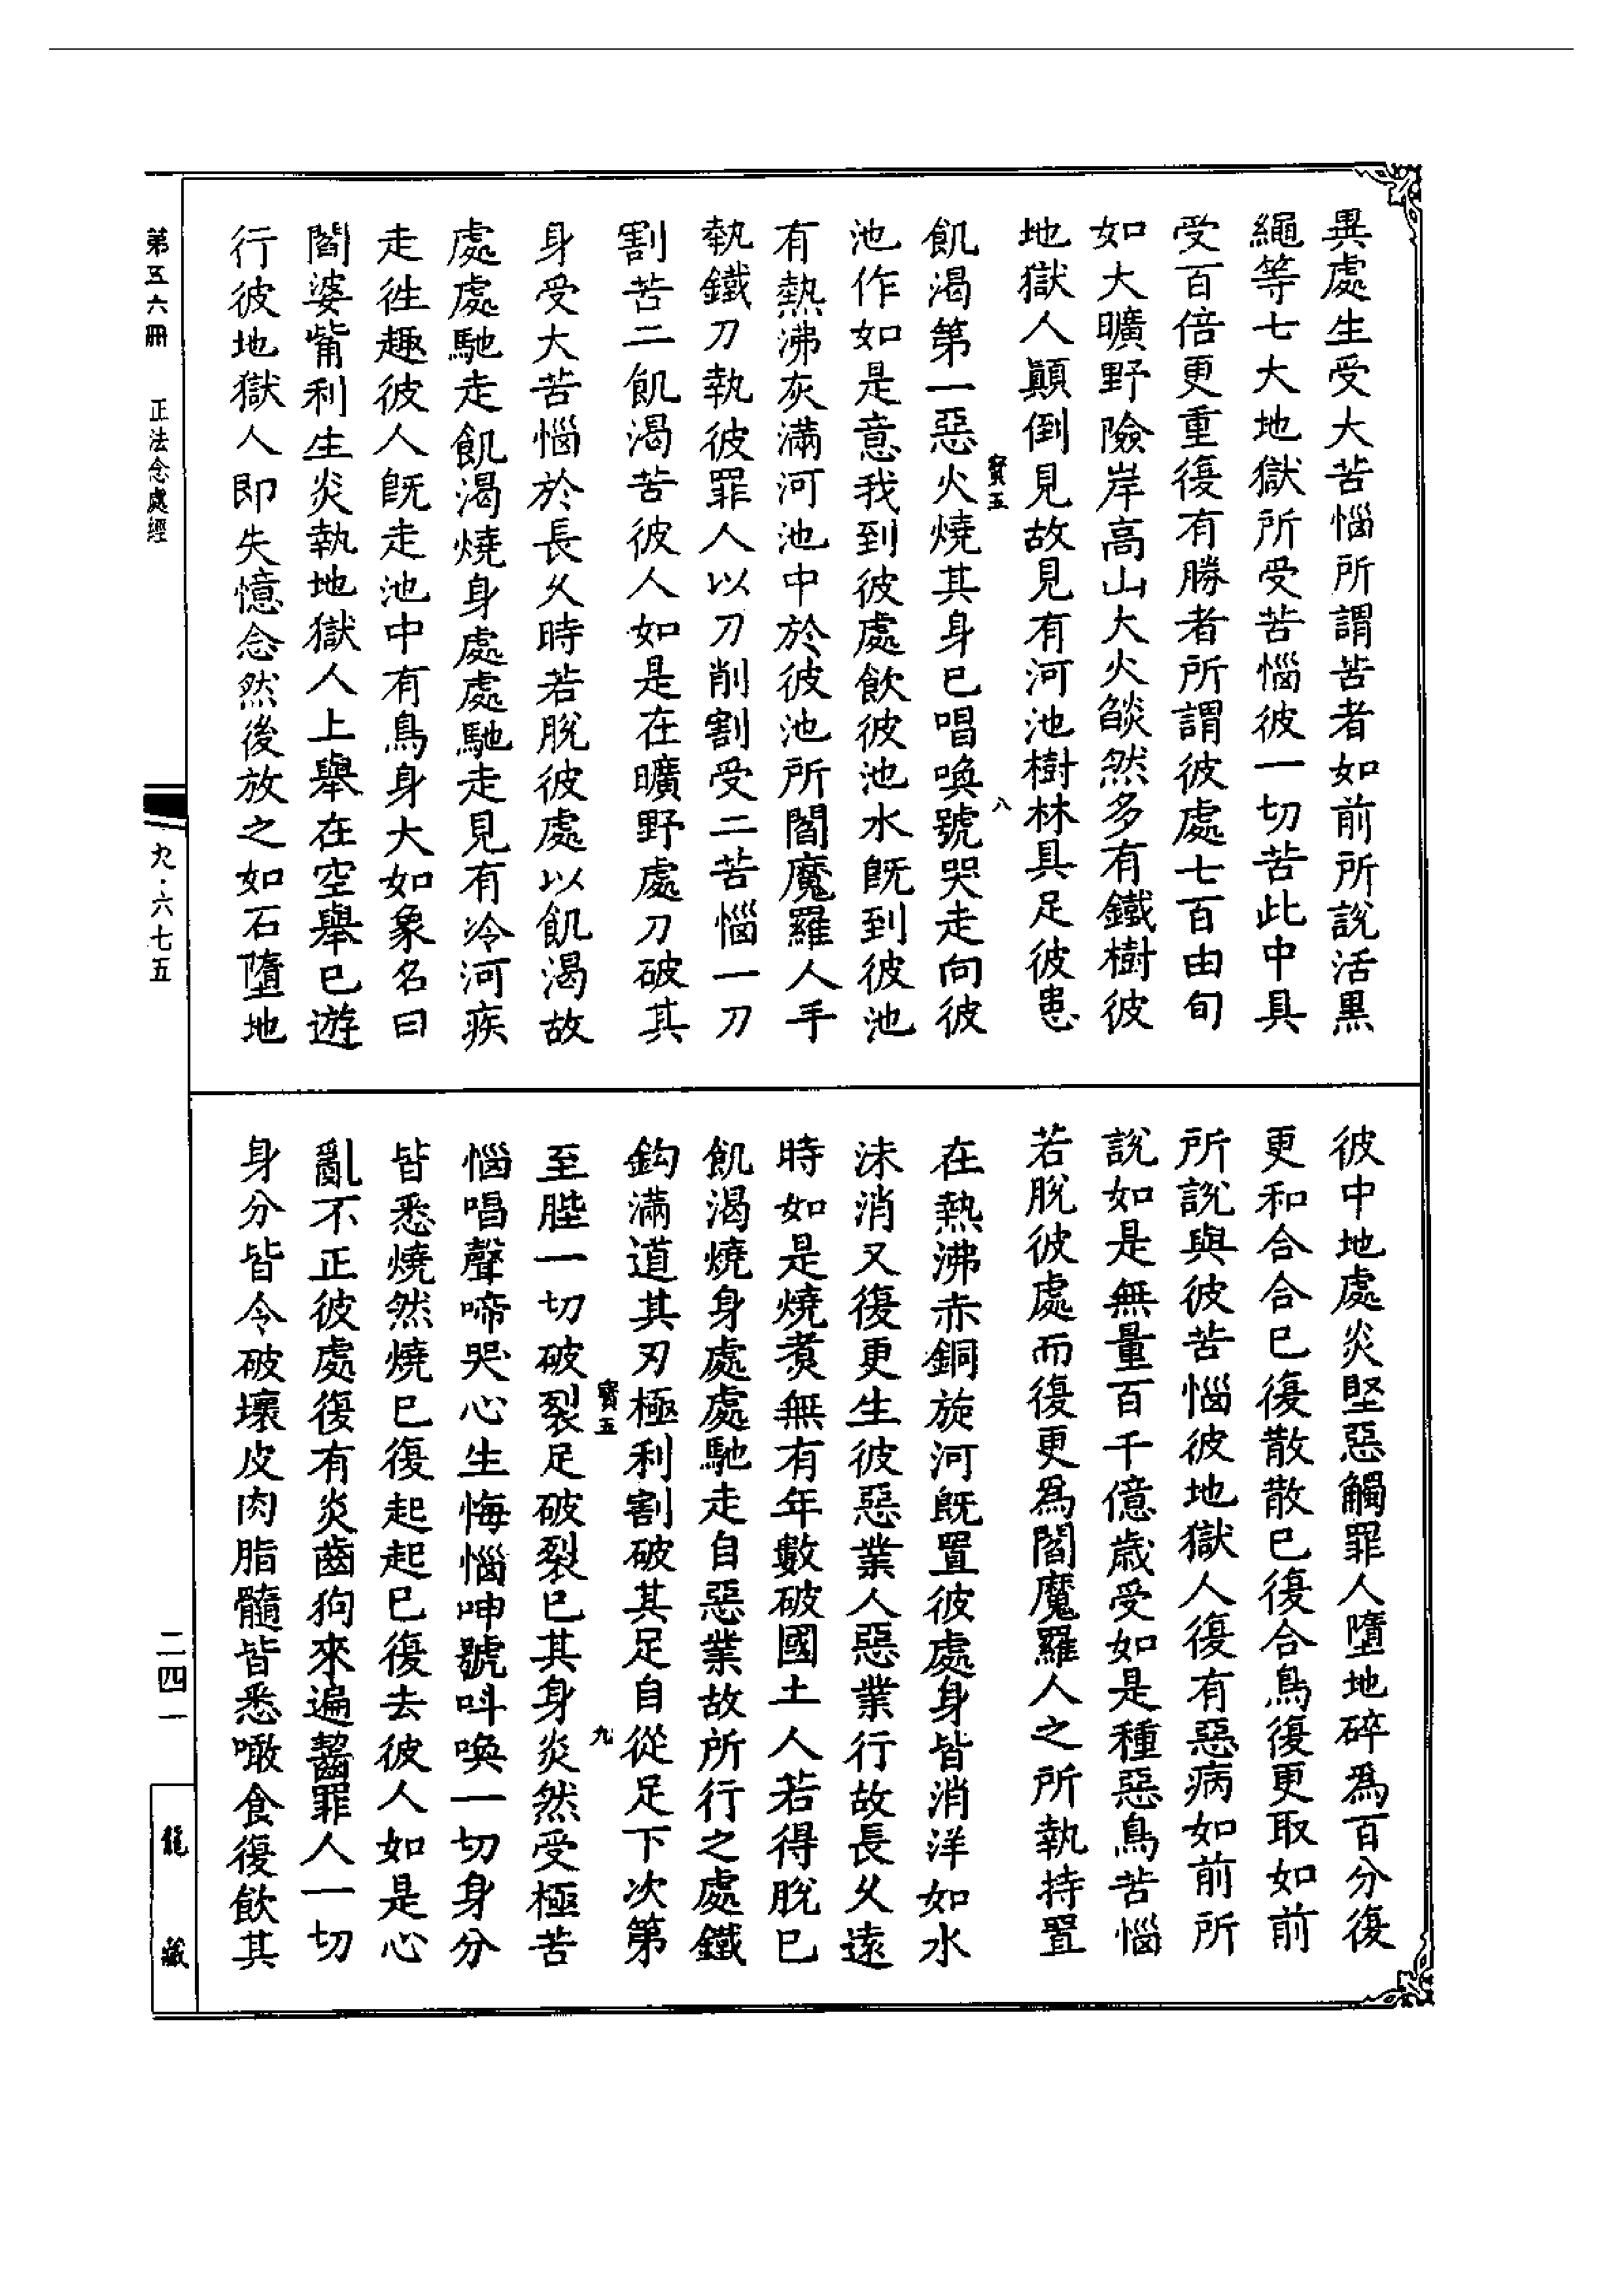 異處生受大苦惱所謂苦者如前所說活黑
繩等七大地獄所受苦惱彼一切苦此中具
受百倍更重復有勝者所謂彼處七百由旬
如大曠野險岸高山大火燄然多有鐵樹彼
地獄人顛倒見故見有河池樹林具足彼患
寶五
八
飢渴第一惡火燒其身已唱喚號哭走向彼
池作如是意我到彼處飲彼池水既到彼池
有熱沸灰滿河池中於彼池所閻魔羅人手
執鐵刀執彼罪人以刀削割受二苦惱一刀
割苦二飢渴苦彼人如是在曠野處刀破其
身受大苦惱於長久時若脫彼處以飢渴故
處處馳走飢渴燒身處處馳走見有冷河疾
走往趣彼人既走池中有鳥身大如象名曰
閻婆觜利生炎執地獄人上舉在空舉已遊
行彼地獄人即失憶念然後放之如石墮地
彼中地處炎堅惡觸罪人墮地碎為百分復
更和合合已復散散已復合鳥復更取如前
所說與彼苦惱彼地獄人復有惡病如前所
說如是無量百千億歲受如是種惡鳥苦惱
若脫彼處而復更為閻魔羅人之所執持置
在熱沸赤銅旋河既置彼處身皆消洋如水
沫消又復更生彼惡業人惡業行故長久遠
時如是燒煑無有年數破國土人若得脫已
飢渴燒身處處馳走自惡業故所行之處鐵
鈎滿道其刃極利割破其足自從足下次第
寶五
九
至䏶一切破裂足破裂已其身炎然受極苦
惱唱聲啼哭心生悔惱呻號叫喚一切身分
皆悉燒然燒已復起起已復去彼人如是心
亂不正彼處復有炎齒狗來遍齧罪人一切
身分皆令破壞皮肉脂髓皆悉噉食復飲其
第五六冊
正法念處經
九·六七五
二四一
龍藏